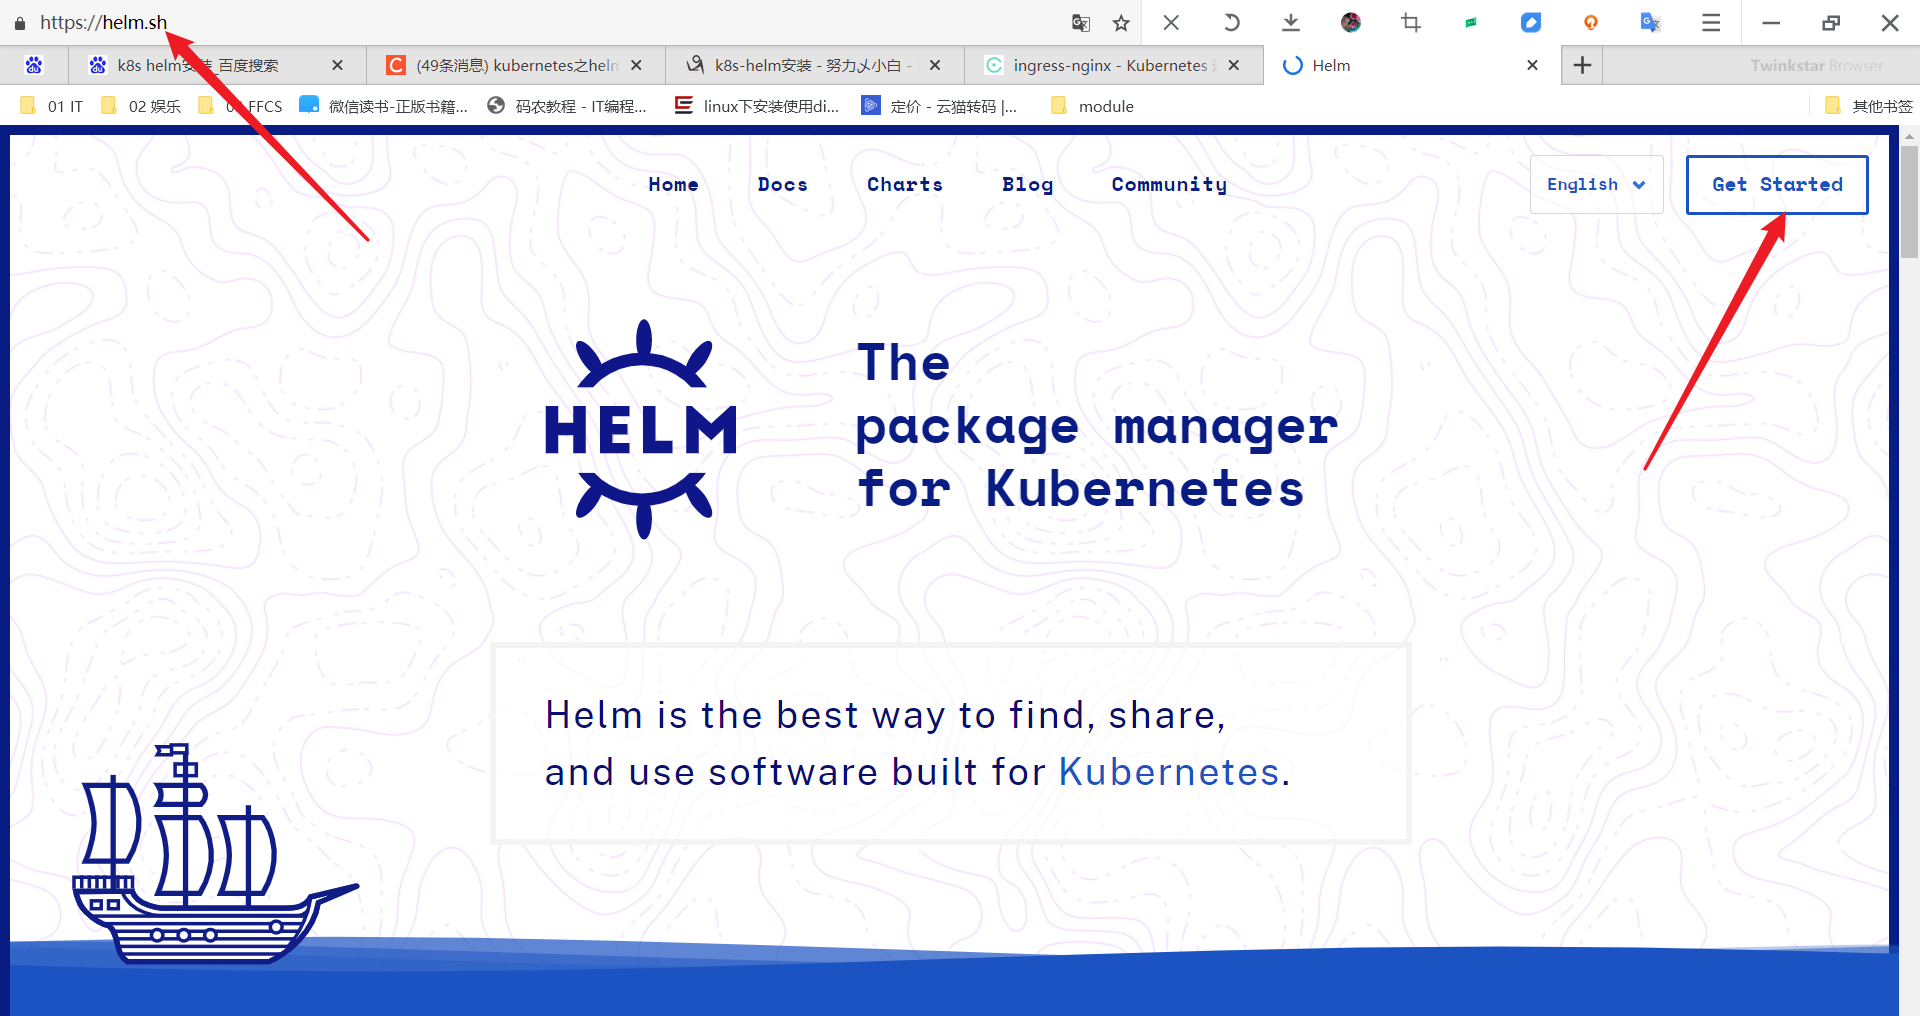 https://helm.sh
k8s helm安装_百度搜索
(49条消息) kubernetes之helm
k8s-helm安装 - 努力乄小白 -
ingress-nginx - Kubernetes
Helm
Twinkstar Browser
01 IT
02 娱乐
FFCS
微信读书-正版书籍...
码农教程 - IT编程...
linux下安装使用di...
定价 - 云猫转码 |...
module
其他书签
Home
Docs
Charts
Blog
Community
English
Get Started
HELM
The
package manager
for Kubernetes
Helm is the best way to find, share,
and use software built for Kubernetes.